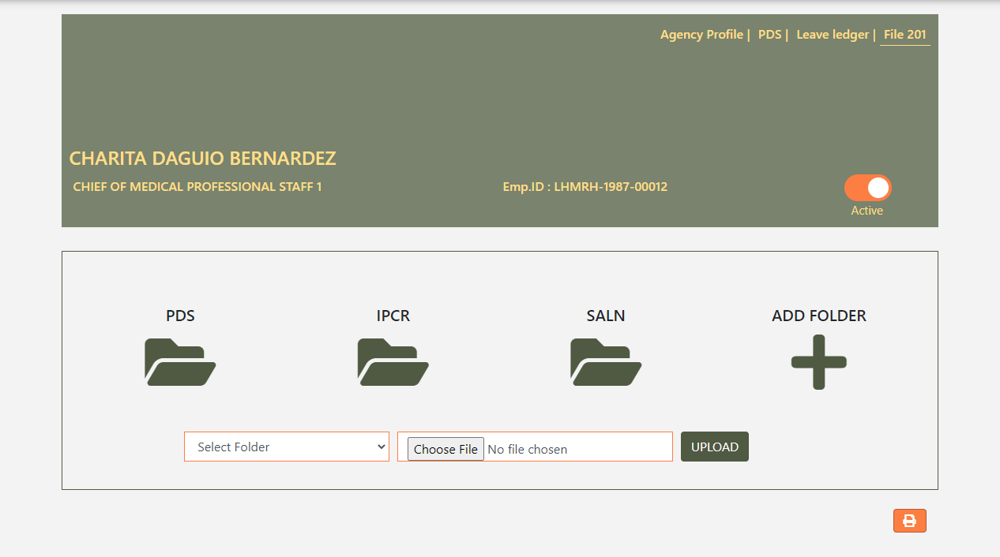 Agency Profile | PDS | Leave ledger | File 201
CHARITA DAGUIO BERNARDEZ
CHIEF OF MEDICAL PROFESSIONAL STAFF 1 Emp.ID : LHMRH-1987-00012
Active
PDS IPCR SALN ADD FOLDER
Select Folder Choose File No file chosen UPLOAD